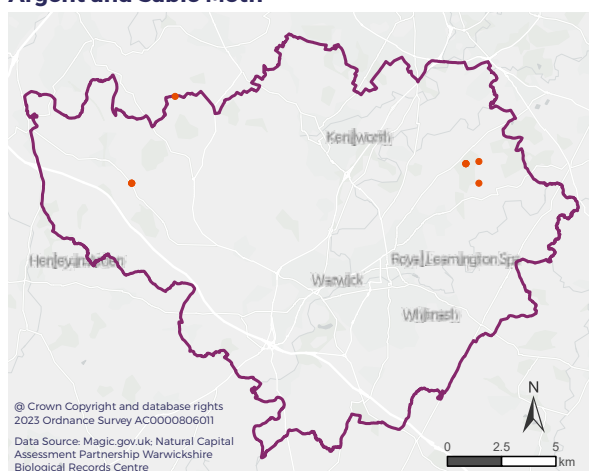 Argent and Sable Moth
Kenilworth
Henley-in-Arden
Royal Leamington Spa
Warwick
Whitnash
@ Crown Copyright and database rights
2023 Ordnance Survey AC0000806011
Data Source: Magic.gov.uk; Natural Capital
Assessment Partnership Warwickshire
Biological Records Centre
N
0 2.5 5
km